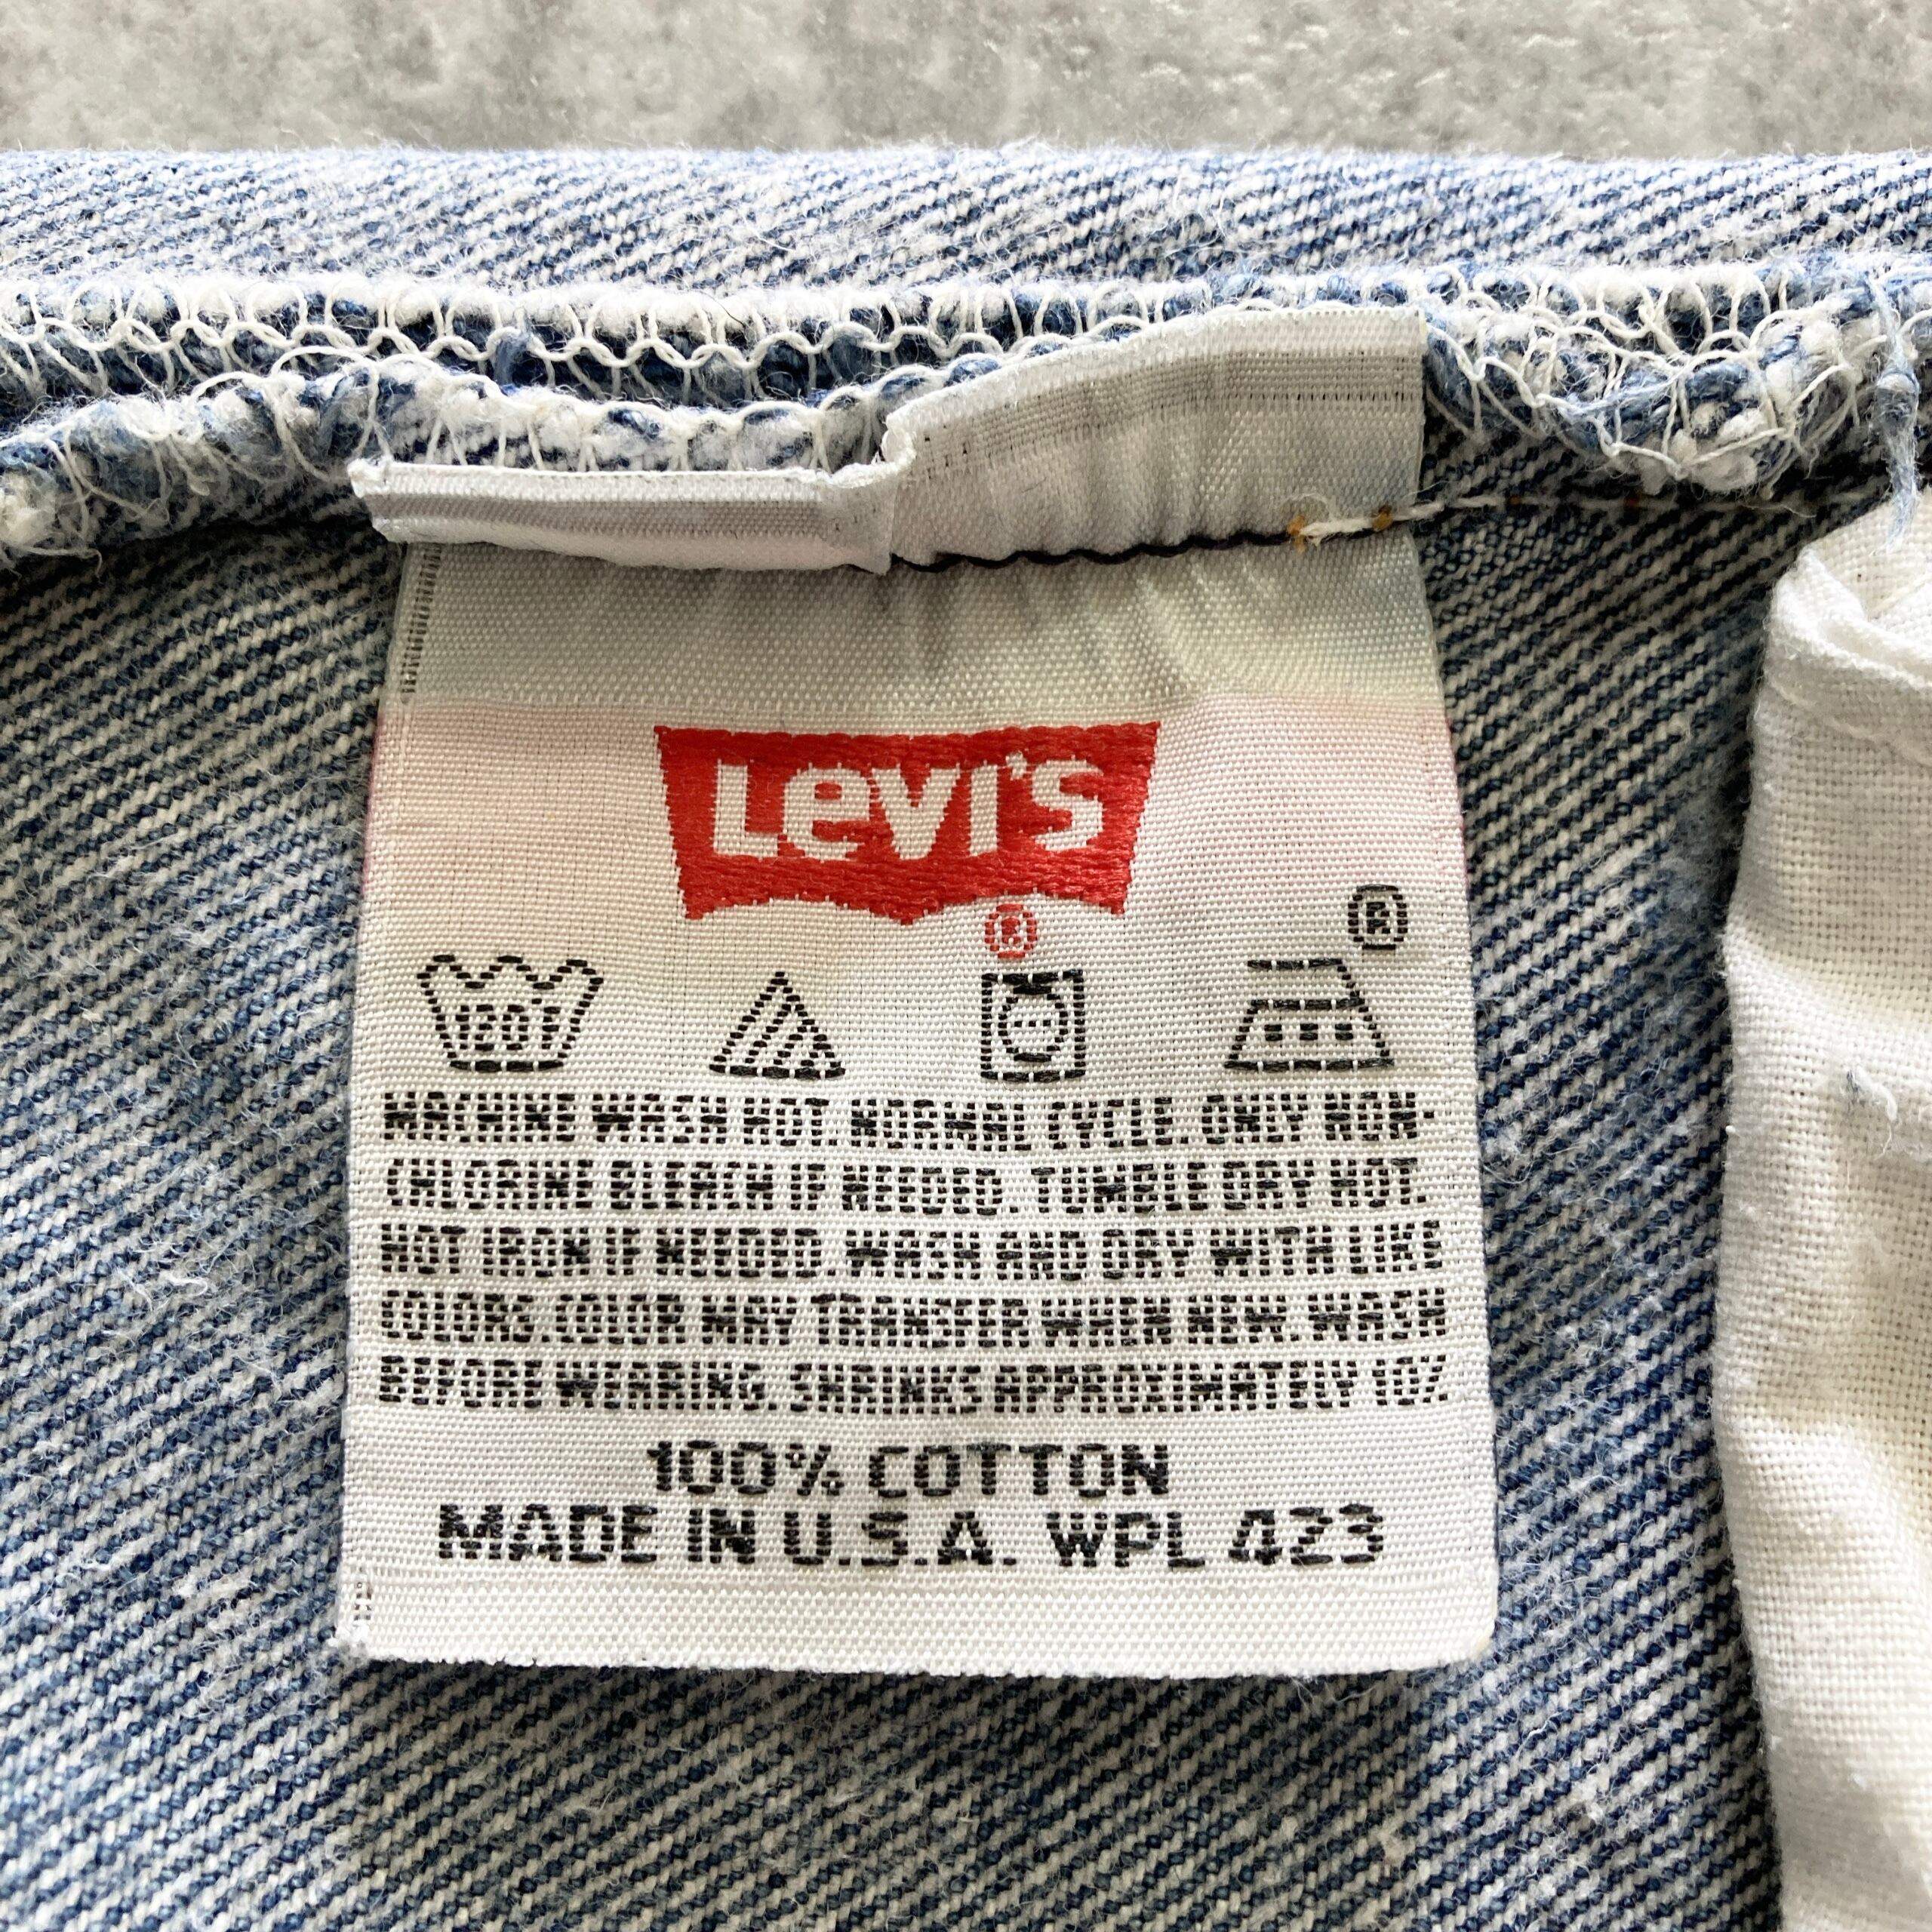 Levi's
®
®
120°
MACHINE WASH HOT. NORMAL CYCLE. ONLY NON-
CHLORINE BLEACH IF NEEDED. TUMBLE DRY HOT.
HOT IRON IF NEEDED. WASH AND DRY WITH LIKE
COLORS. COLOR MAY TRANSFER WHEN NEW. WASH
BEFORE WEARING. SHRINKS APPROXIMATELY 10%
100% COTTON
MADE IN U.S.A. WPL 423